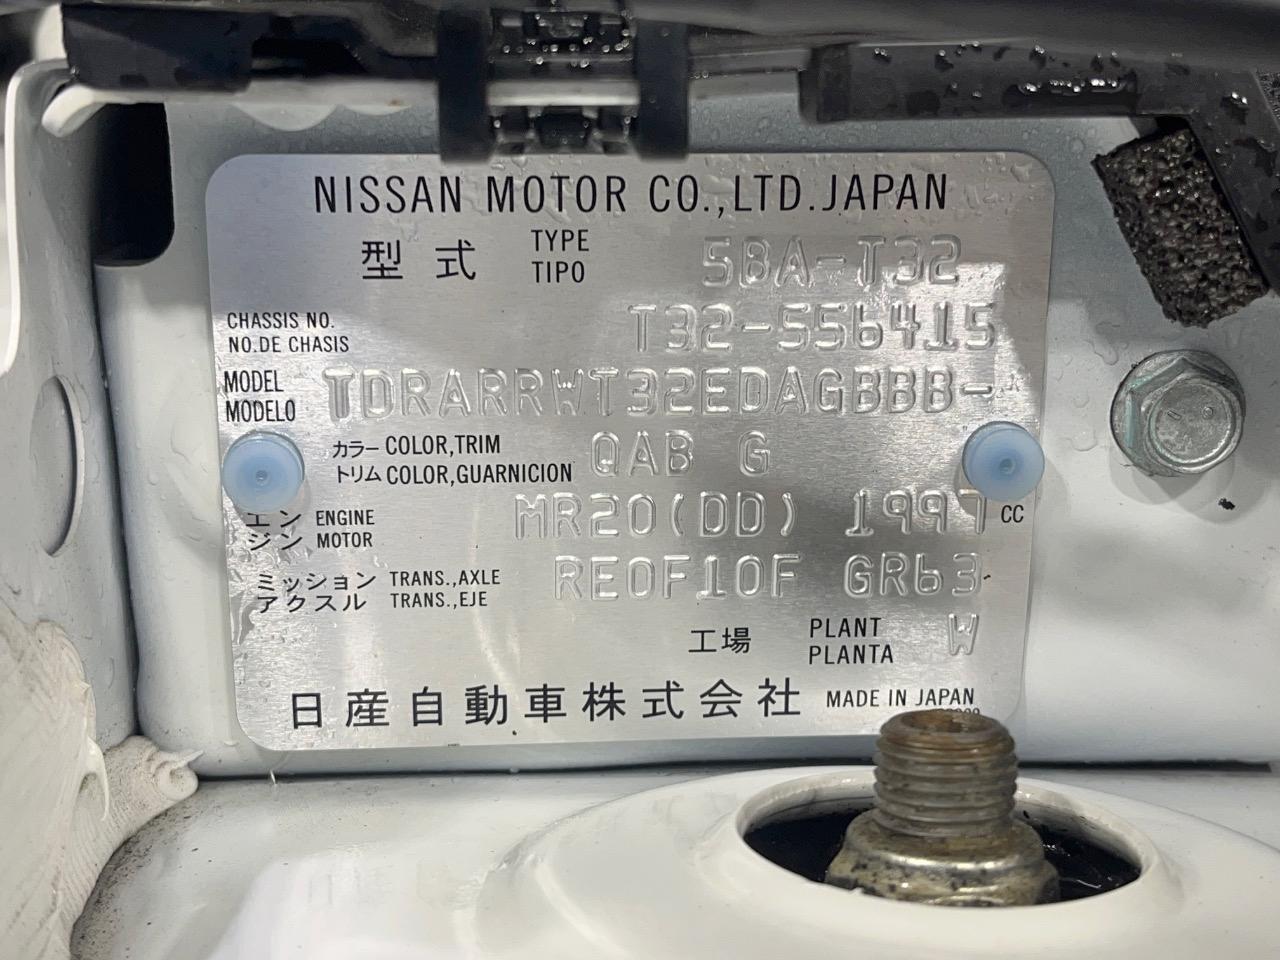 NISSAN MOTOR CO.,LTD.JAPAN
型式 TYPE TIPO 5BA-T32
CHASSIS NO. NO.DE CHASIS T32-556415
MODEL MODELO TDRARRWT32EDAGBBB-
カラー COLOR,TRIM QAB G
トリム COLOR,GUARNICION
エン ENGINE MR20(DD) 1997 CC
ジン MOTOR
ミッション TRANS.,AXLE RE0F10F GR63
アクスル TRANS.,EJE
工場 PLANT PLANTA W
日産自動車株式会社 MADE IN JAPAN